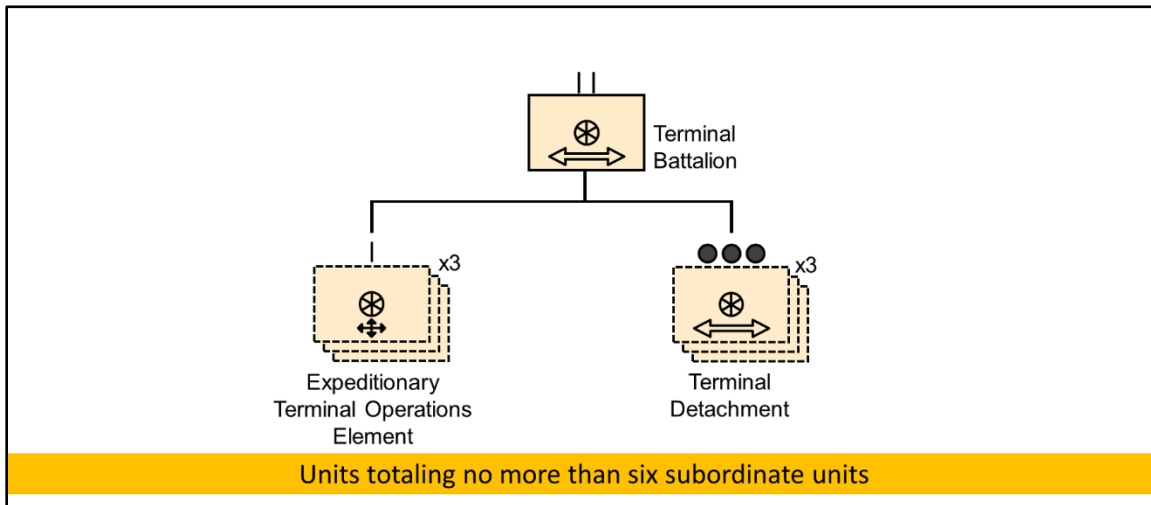 Terminal
Battalion
x3
x3
Expeditionary
Terminal Operations
Element
Terminal
Detachment
Units totaling no more than six subordinate units